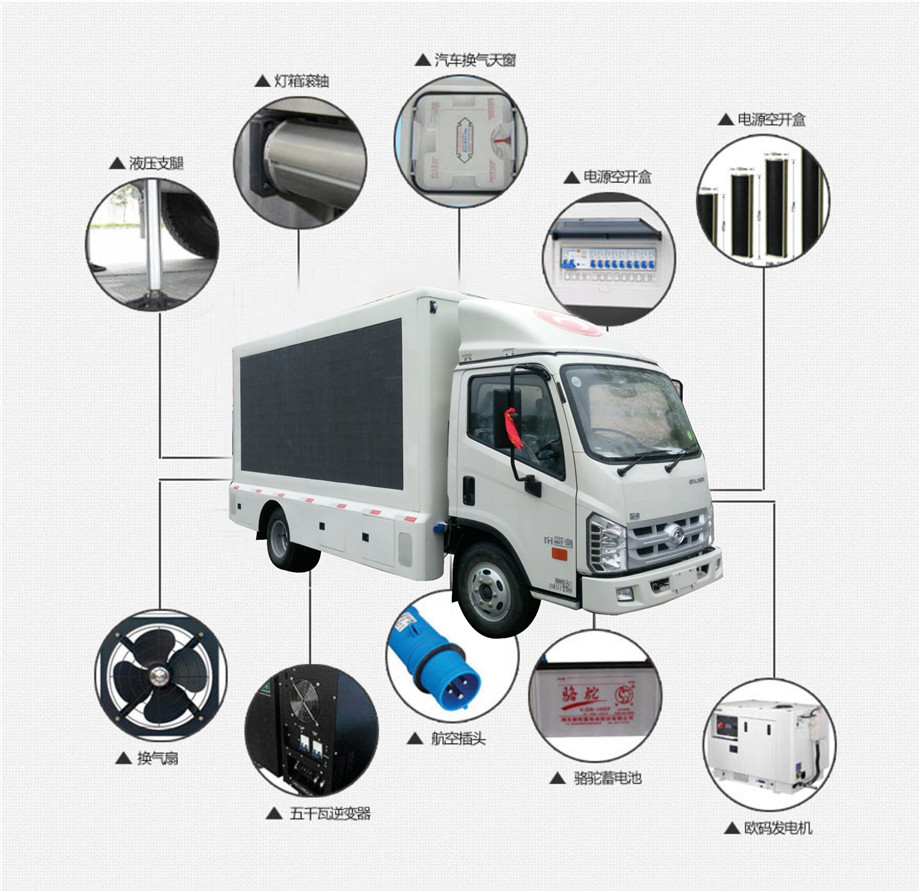 ▲ 汽车换气天窗
▲ 灯箱滚轴
▲ 电源空开盒
▲ 液压支腿
▲ 电源空开盒
骆驼
▲ 换气扇
▲ 航空插头
▲ 骆驼蓄电池
▲ 五千瓦逆变器
▲ 欧码发电机